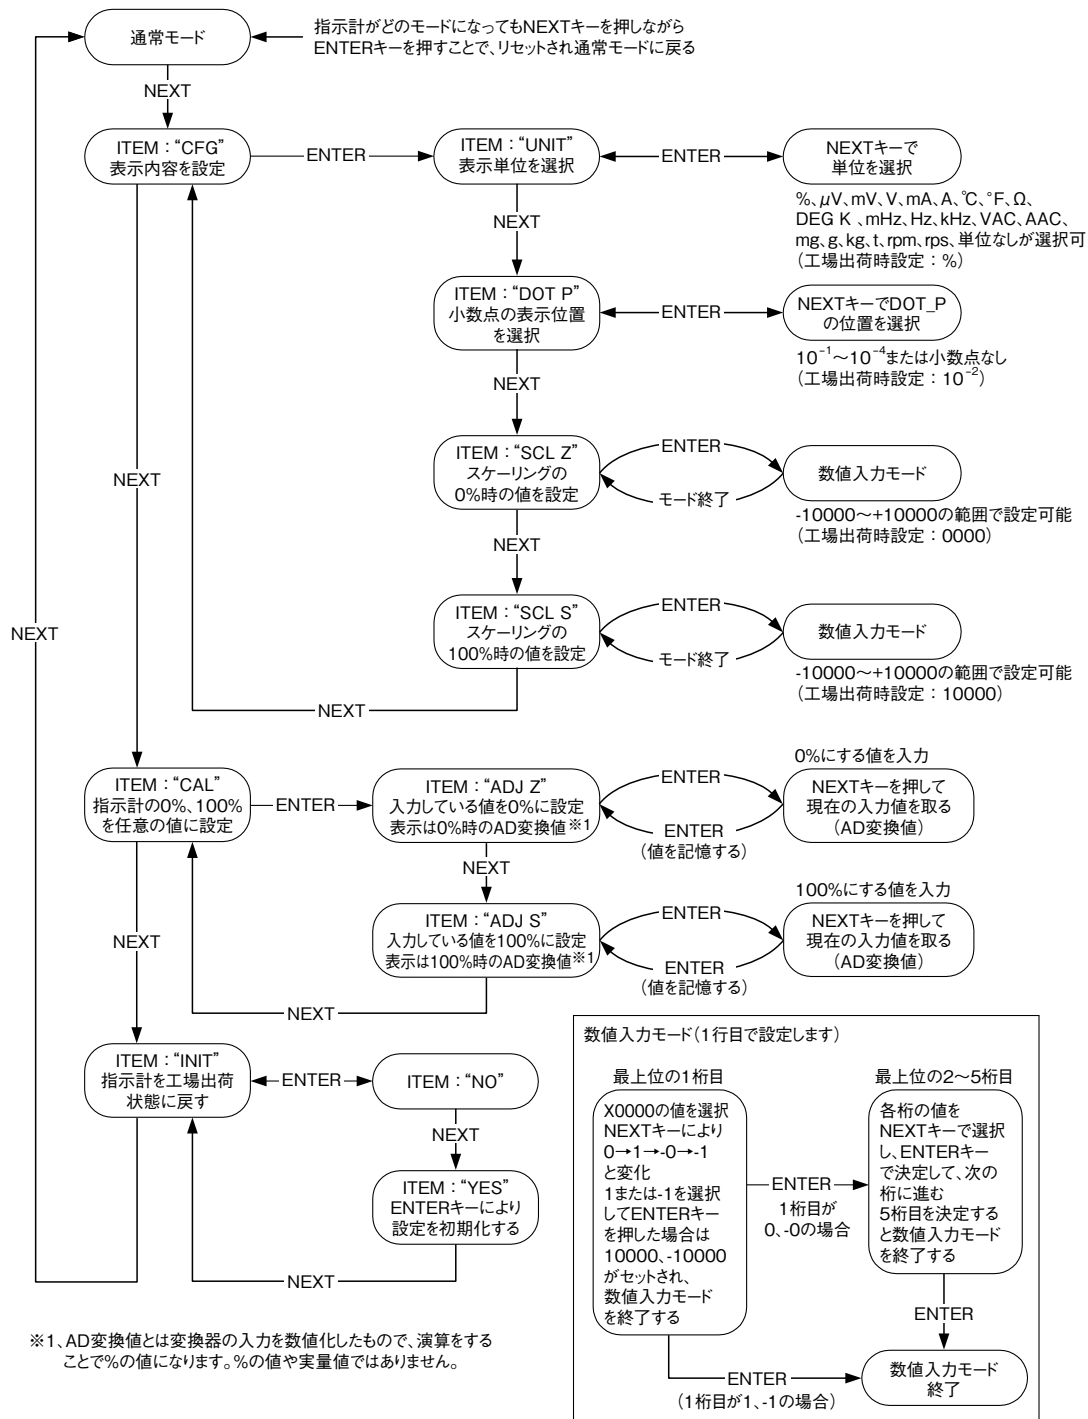 通常モード
指示計がどのモードになってもNEXTキーを押しながら
ENTERキーを押すことで、リセットされ通常モードに戻る
NEXT
ITEM:“CFG”
表示内容を設定
ENTER
ITEM:“UNIT”
表示単位を選択
ENTER
NEXTキーで
単位を選択
%、μV、mV、V、mA、A、℃、°F、Ω、
DEG K 、mHz、Hz、kHz、VAC、AAC、
mg、g、kg、t、rpm、rps、単位なしが選択可
(工場出荷時設定:%)
NEXT
ITEM:“DOT P”
小数点の表示位置
を選択
ENTER
NEXTキーでDOT_P
の位置を選択
10⁻¹~10⁻⁴または小数点なし
(工場出荷時設定:10⁻²)
NEXT
ITEM:“SCL Z”
スケーリングの
0%時の値を設定
ENTER
モード終了
数値入力モード
-10000~+10000の範囲で設定可能
(工場出荷時設定:0000)
NEXT
ITEM:“SCL S”
スケーリングの
100%時の値を設定
ENTER
モード終了
数値入力モード
-10000~+10000の範囲で設定可能
(工場出荷時設定:10000)
NEXT
NEXT
NEXT
ITEM:“CAL”
指示計の0%、100%
を任意の値に設定
ENTER
ITEM:“ADJ Z”
入力している値を0%に設定
表示は0%時のAD変換値※1
ENTER
ENTER
(値を記憶する)
0%にする値を入力
NEXTキーを押して
現在の入力値を取る
(AD変換値)
NEXT
ITEM:“ADJ S”
入力している値を100%に設定
表示は100%時のAD変換値※1
ENTER
ENTER
(値を記憶する)
100%にする値を入力
NEXTキーを押して
現在の入力値を取る
(AD変換値)
NEXT
NEXT
ITEM:“INIT”
指示計を工場出荷
状態に戻す
ENTER
ITEM:“NO”
NEXT
ITEM:“YES”
ENTERキーにより
設定を初期化する
NEXT
数値入力モード(1行目で設定します)
最上位の1桁目
X0000の値を選択
NEXTキーにより
0→1→-0→-1
と変化
1または-1を選択
してENTERキー
を押した場合は
10000、-10000
がセットされ、
数値入力モード
を終了する
ENTER
1桁目が
0、-0の場合
最上位の2~5桁目
各桁の値を
NEXTキーで選択
し、ENTERキー
で決定して、次の
桁に進む
5桁目を決定する
と数値入力モード
を終了する
ENTER
ENTER
(1桁目が1、-1の場合)
数値入力モード
終了
※1、AD変換値とは変換器の入力を数値化したもので、演算をする
ことで%の値になります。%の値や実量値ではありません。